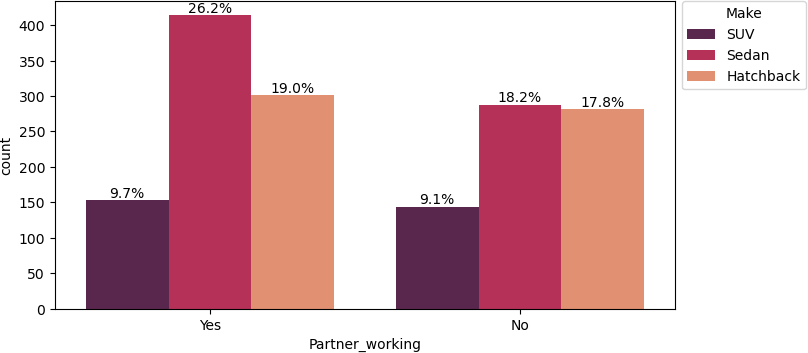 Make
SUV
Sedan
Hatchback
count
400
350
300
250
200
150
100
50
0
26.2%
19.0%
9.7%
18.2%
17.8%
9.1%
Yes
No
Partner_working